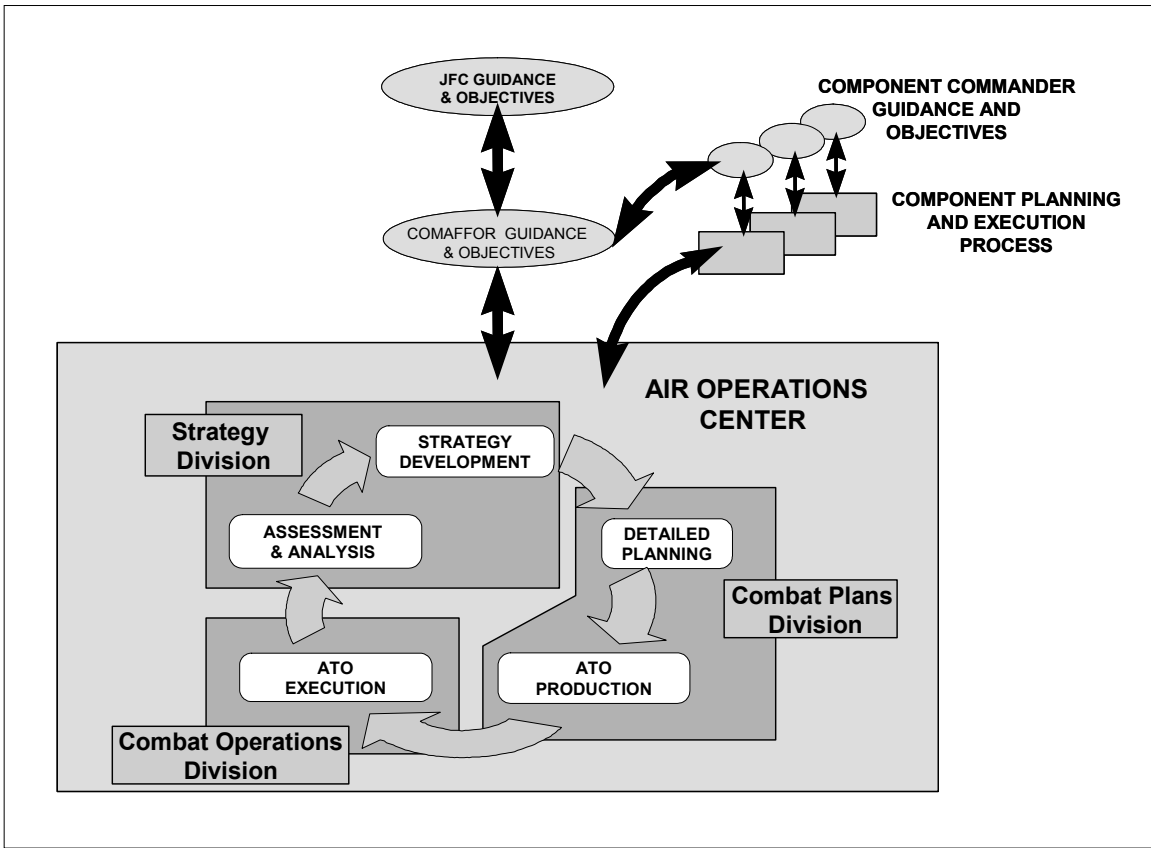 JFC GUIDANCE
& OBJECTIVES
COMPONENT COMMANDER
GUIDANCE AND
OBJECTIVES
COMPONENT PLANNING
AND EXECUTION
PROCESS
COMAFFOR GUIDANCE
& OBJECTIVES
AIR OPERATIONS
CENTER
Strategy
Division
STRATEGY
DEVELOPMENT
ASSESSMENT
& ANALYSIS
DETAILED
PLANNING
Combat Plans
Division
ATO
EXECUTION
ATO
PRODUCTION
Combat Operations
Division